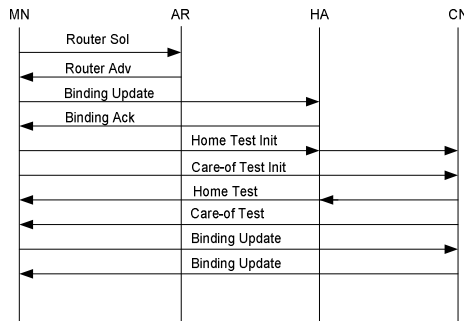 MN AR HA CN
Router Sol
Router Adv
Binding Update
Binding Ack
Home Test Init
Care-of Test Init
Home Test
Care-of Test
Binding Update
Binding Update